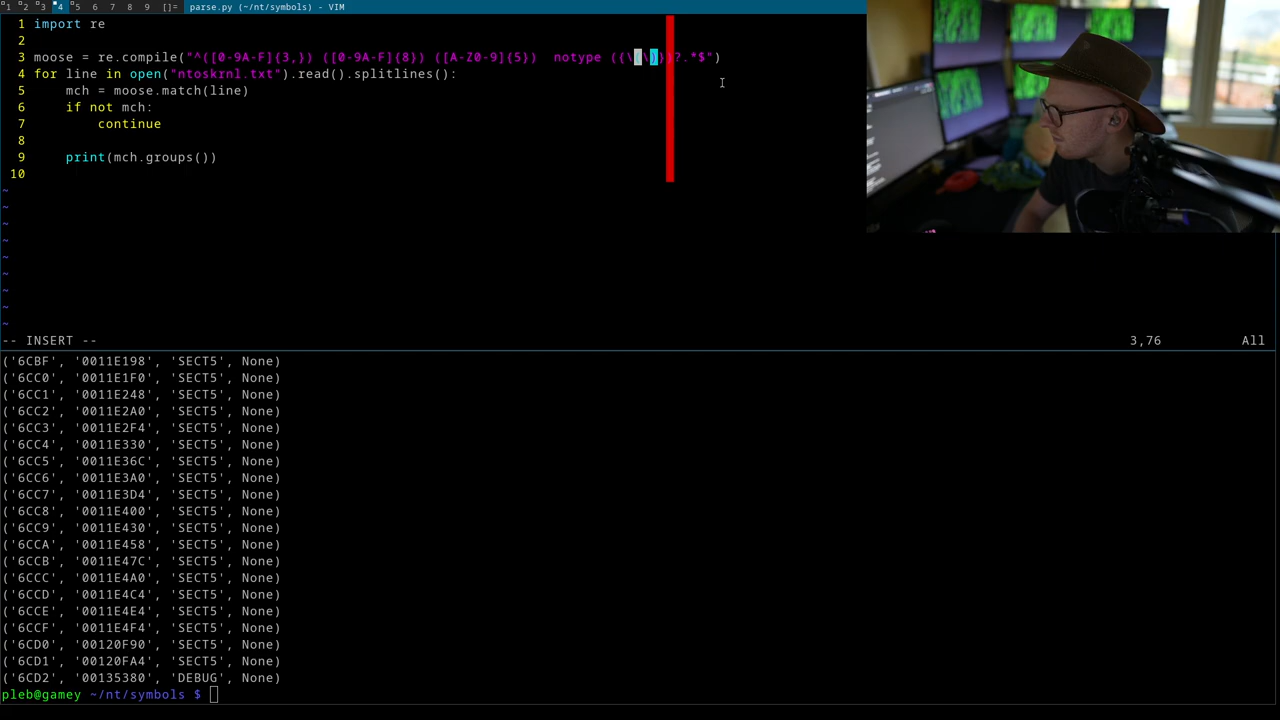 1 2 3 4 5 6 7 8 9 []= parse.py (~/nt/symbols) - VIM
1 import re
2
3 moose = re.compile("^([0-9A-F]{3,}) ([0-9A-F]{8}) ([A-Z0-9]{5})  notype ((\(\)))?.*$")
4 for line in open("ntoskrnl.txt").read().splitlines():
5     mch = moose.match(line)
6     if not mch:
7         continue
8
9     print(mch.groups())
10
~
~
~
~
~
~
~
~
~
-- INSERT -- 3,76 All
('6CBF', '0011E198', 'SECT5', None)
('6CC0', '0011E1F0', 'SECT5', None)
('6CC1', '0011E248', 'SECT5', None)
('6CC2', '0011E2A0', 'SECT5', None)
('6CC3', '0011E2F4', 'SECT5', None)
('6CC4', '0011E330', 'SECT5', None)
('6CC5', '0011E36C', 'SECT5', None)
('6CC6', '0011E3A0', 'SECT5', None)
('6CC7', '0011E3D4', 'SECT5', None)
('6CC8', '0011E400', 'SECT5', None)
('6CC9', '0011E430', 'SECT5', None)
('6CCA', '0011E458', 'SECT5', None)
('6CCB', '0011E47C', 'SECT5', None)
('6CCC', '0011E4A0', 'SECT5', None)
('6CCD', '0011E4C4', 'SECT5', None)
('6CCE', '0011E4E4', 'SECT5', None)
('6CCF', '0011E4F4', 'SECT5', None)
('6CD0', '00120F90', 'SECT5', None)
('6CD1', '00120FA4', 'SECT5', None)
('6CD2', '00135380', 'DEBUG', None)
pleb@gamey ~/nt/symbols $